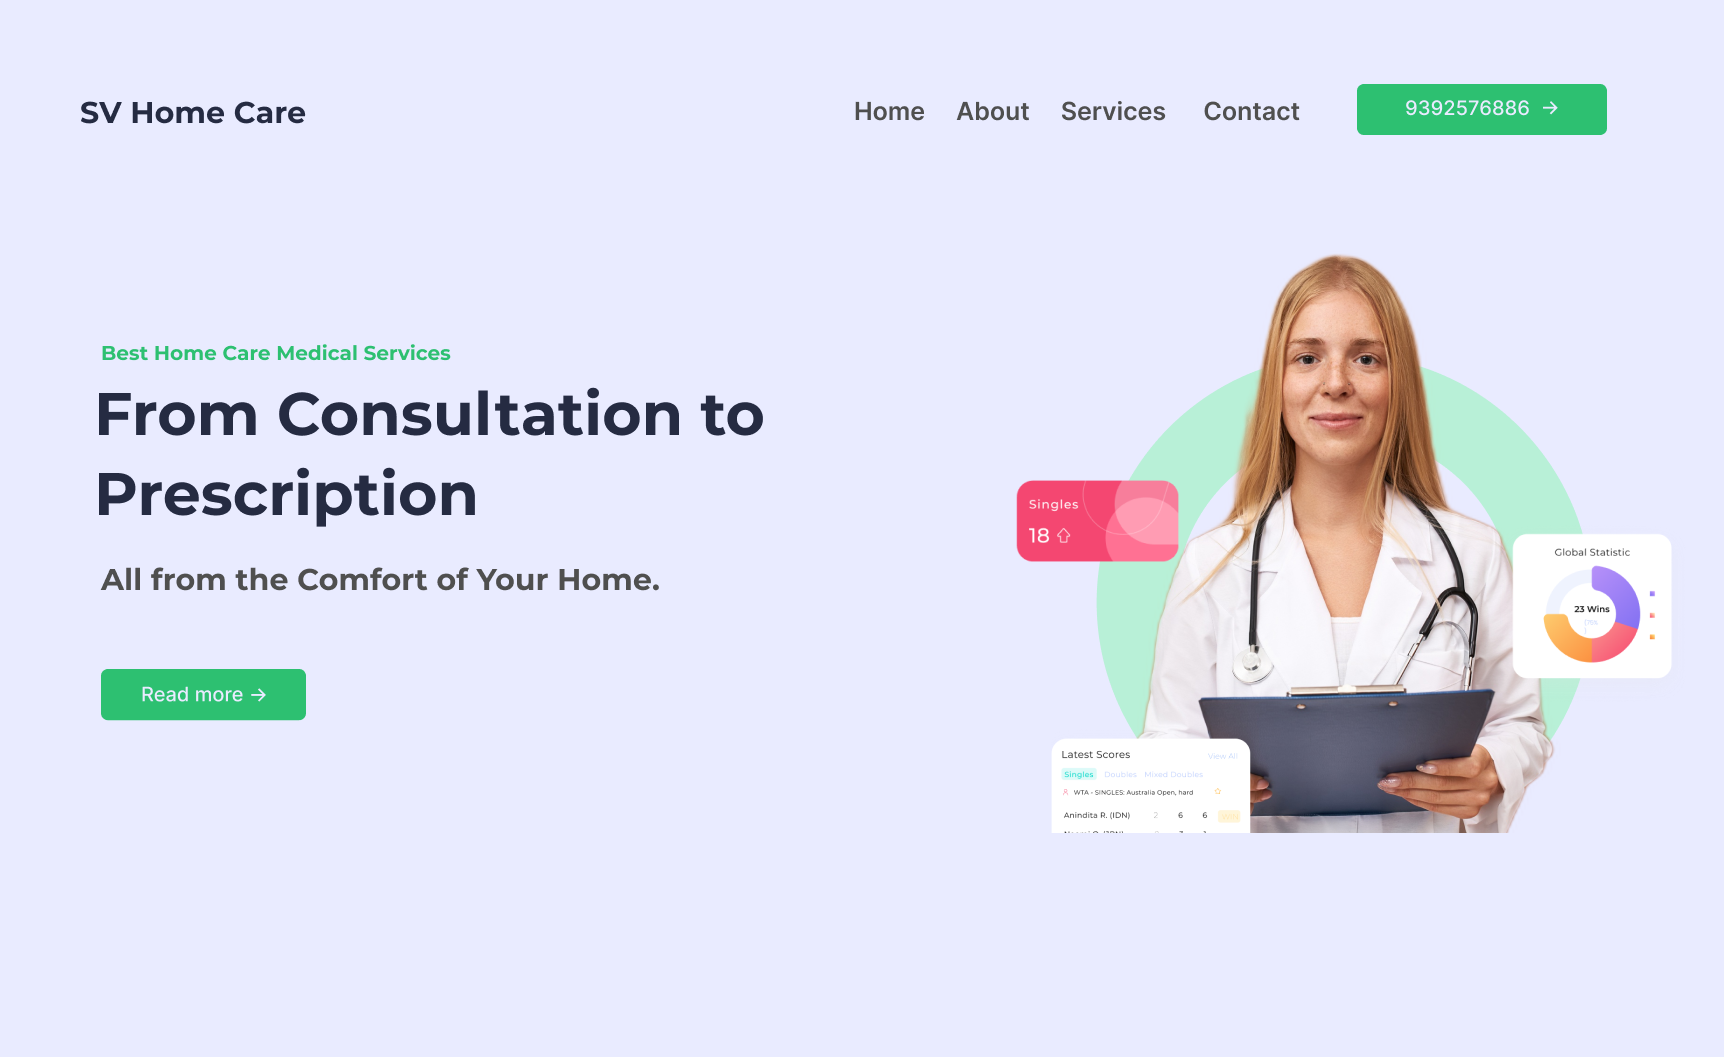 SV Home Care
Home About Services Contact
9392576886 →
Best Home Care Medical Services
From Consultation to
Prescription
All from the Comfort of Your Home.
Read more →
Singles
18
Global Statistic
23 Wins
Latest Scores View All
Singles Doubles Mixed Doubles
WTA - SINGLES: Australia Open, hard
Anindita R. (IDN) 2 6 6